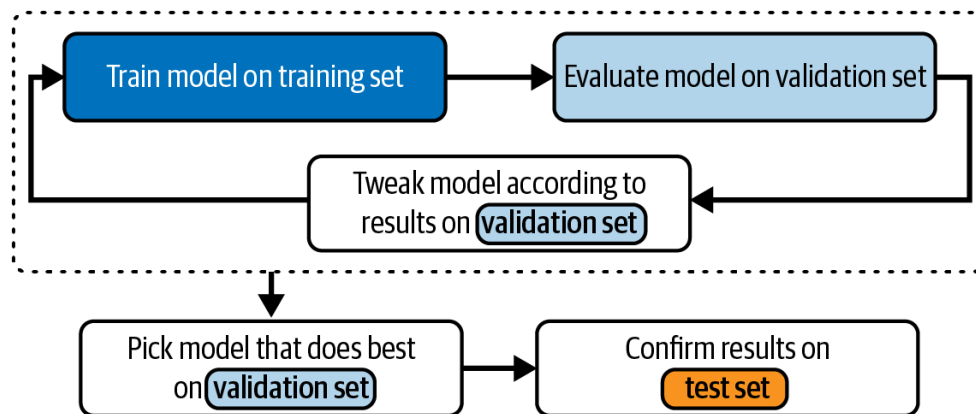 Train model on training set
Evaluate model on validation set
Tweak model according to
results on validation set
Pick model that does best
on validation set
Confirm results on
test set